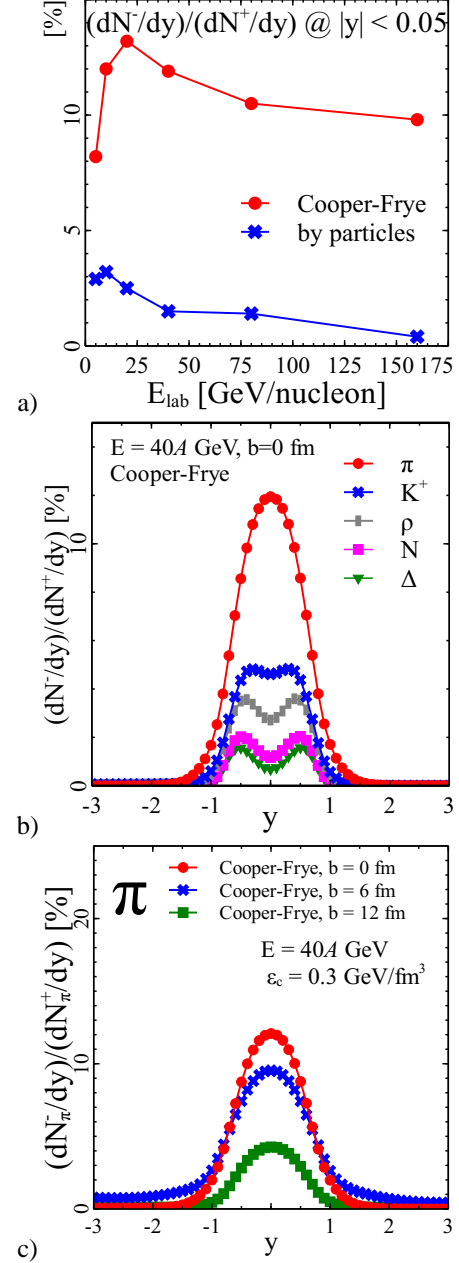 [%]
(dN⁻/dy)/(dN⁺/dy) @ |y| < 0.05
10
5
0
Cooper-Frye
by particles
0 25 50 75 100 125 150 175
E_lab [GeV/nucleon]
a)
E = 40A GeV, b=0 fm
Cooper-Frye
π
K⁺
ρ
N
Δ
(dN⁻/dy)/(dN⁺/dy) [%]
10
0
-3 -2 -1 0 1 2 3
y
b)
π
Cooper-Frye, b = 0 fm
Cooper-Frye, b = 6 fm
Cooper-Frye, b = 12 fm
E = 40A GeV
ε_c = 0.3 GeV/fm³
(dN⁻_π/dy)/(dN⁺_π/dy) [%]
20
10
0
-3 -2 -1 0 1 2 3
y
c)